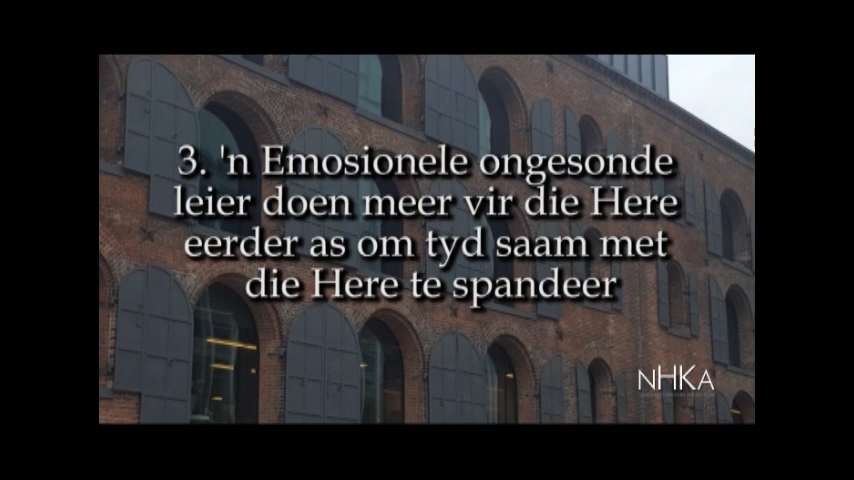 3. 'n Emosionele ongesonde
leier doen meer vir die Here
eerder as om tyd saam met
die Here te spandeer
NHKA